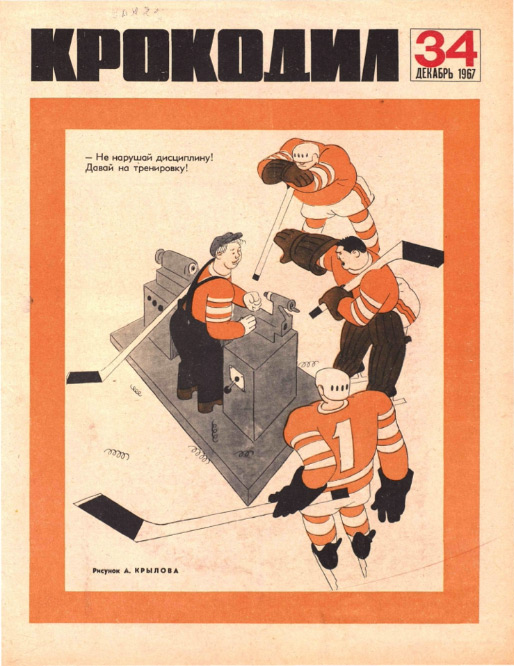 КРОКОДИЛ
34
ДЕКАБРЬ 1967
— Не нарушай дисциплину!
Давай на тренировку!
1
Рисунок А. КРЫЛОВА